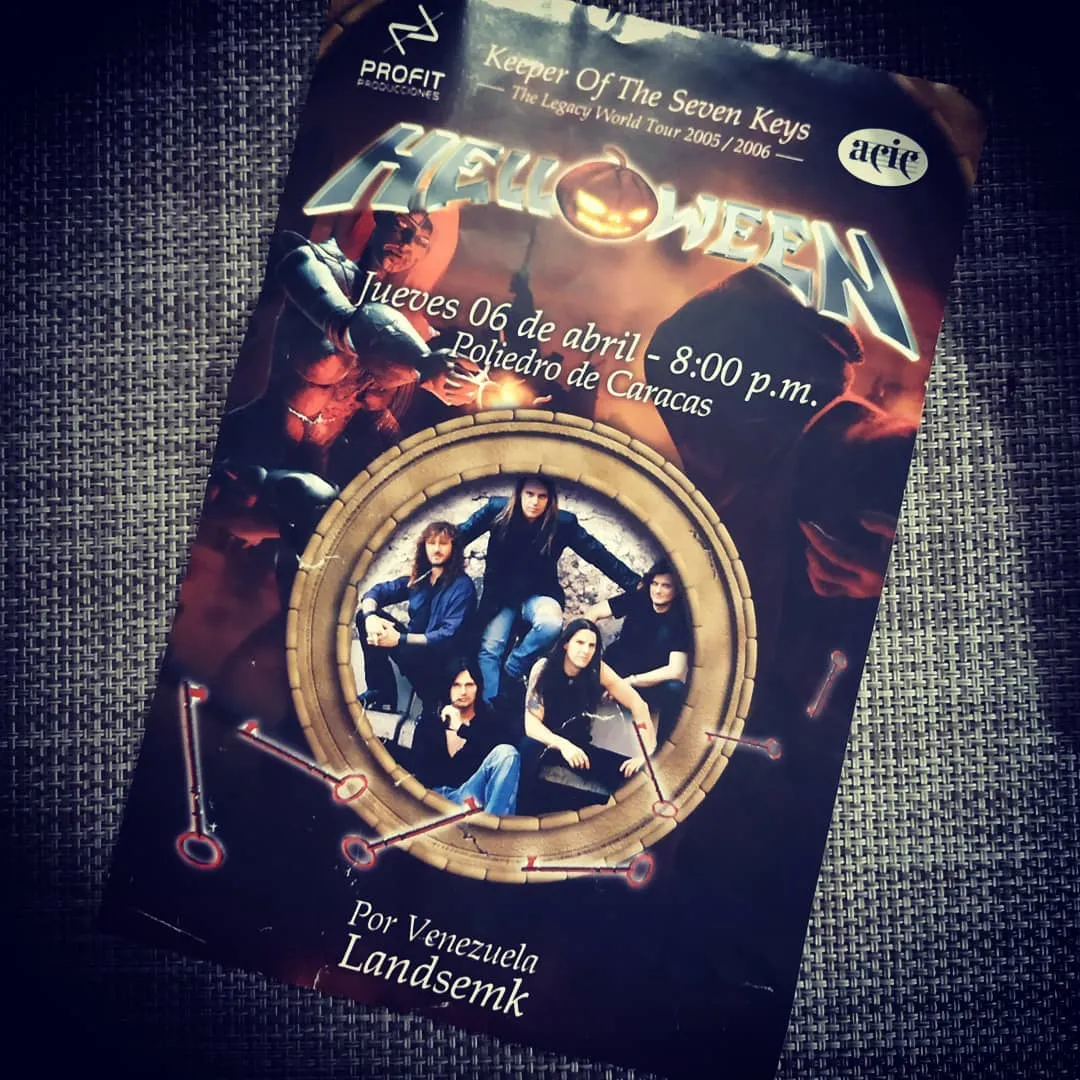 PROFIT
PRODUCCIONES
Keeper Of The Seven Keys
The Legacy World Tour 2005 / 2006
acic
HELLOWEEN
Jueves 06 de abril - 8:00 p.m.
Poliedro de Caracas
Por Venezuela
Landsemk